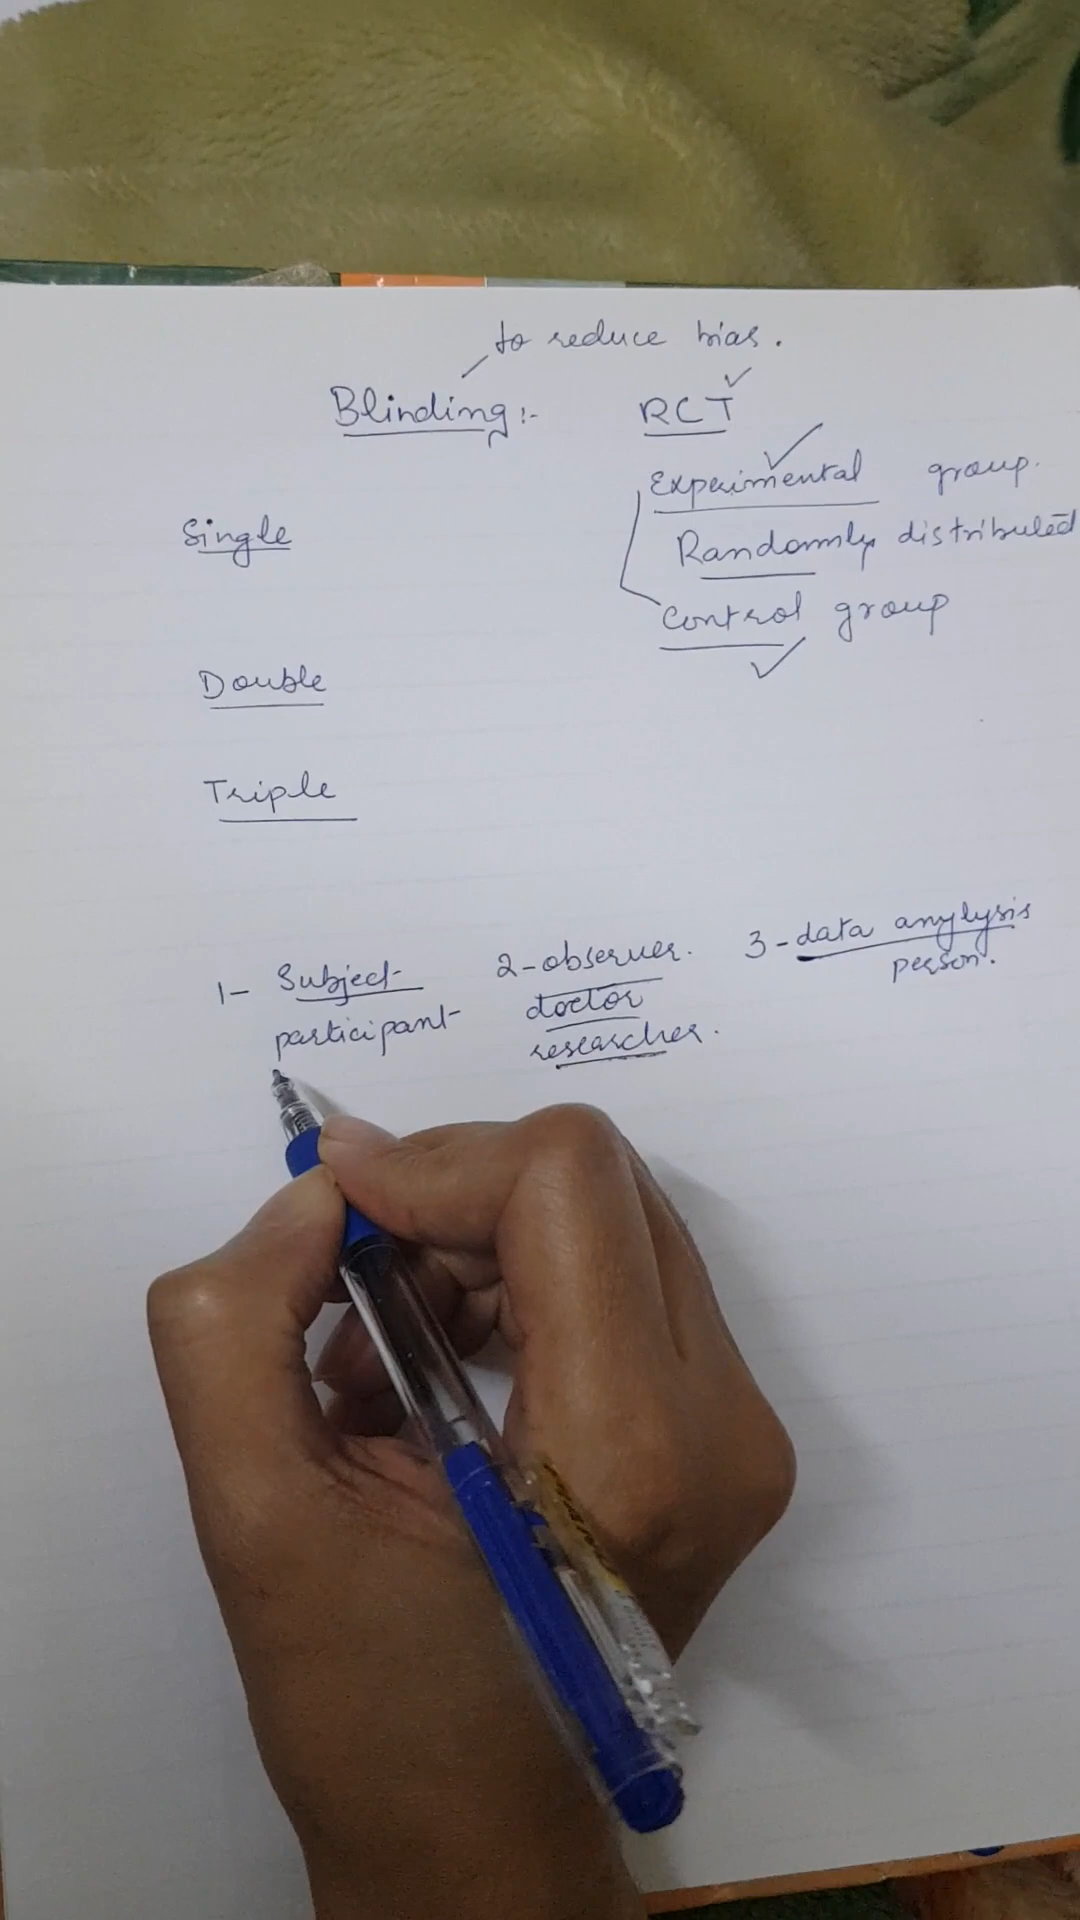 to reduce bias.
Blinding :-
RCT
Experimental group.
Randomly distributed
Control group
Single
Double
Triple
1- Subject
participant
2- observer.
doctor
researcher.
3- data anylysis
person.